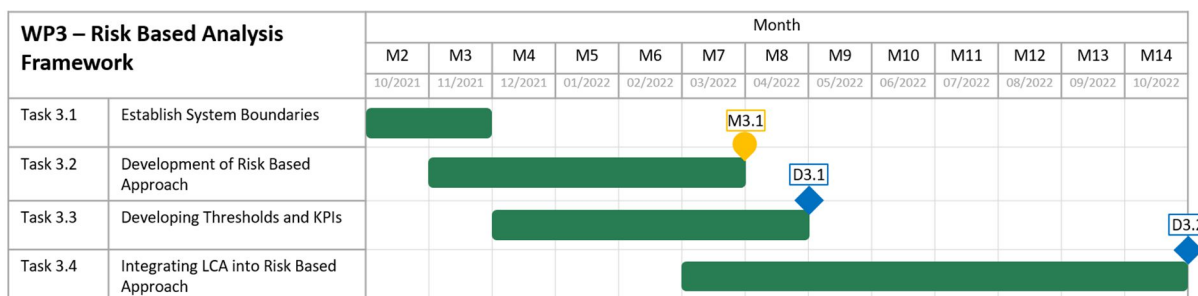 WP3 – Risk Based Analysis
Framework
Month
M2 M3 M4 M5 M6 M7 M8 M9 M10 M11 M12 M13 M14
10/2021 11/2021 12/2021 01/2022 02/2022 03/2022 04/2022 05/2022 06/2022 07/2022 08/2022 09/2022 10/2022
Task 3.1 Establish System Boundaries
M3.1
Task 3.2 Development of Risk Based
Approach
D3.1
Task 3.3 Developing Thresholds and KPIs
D3.2
Task 3.4 Integrating LCA into Risk Based
Approach